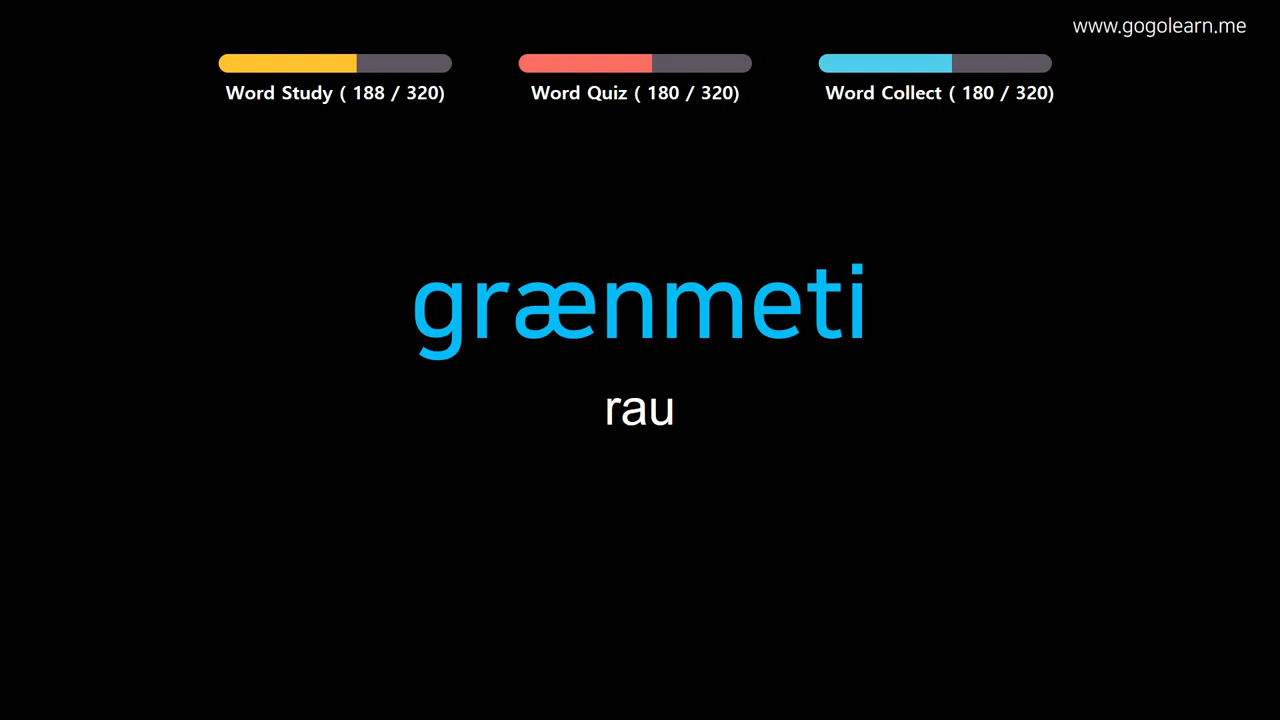 www.gogolearn.me
Word Study ( 188 / 320)
Word Quiz ( 180 / 320)
Word Collect ( 180 / 320)
grænmeti
rau